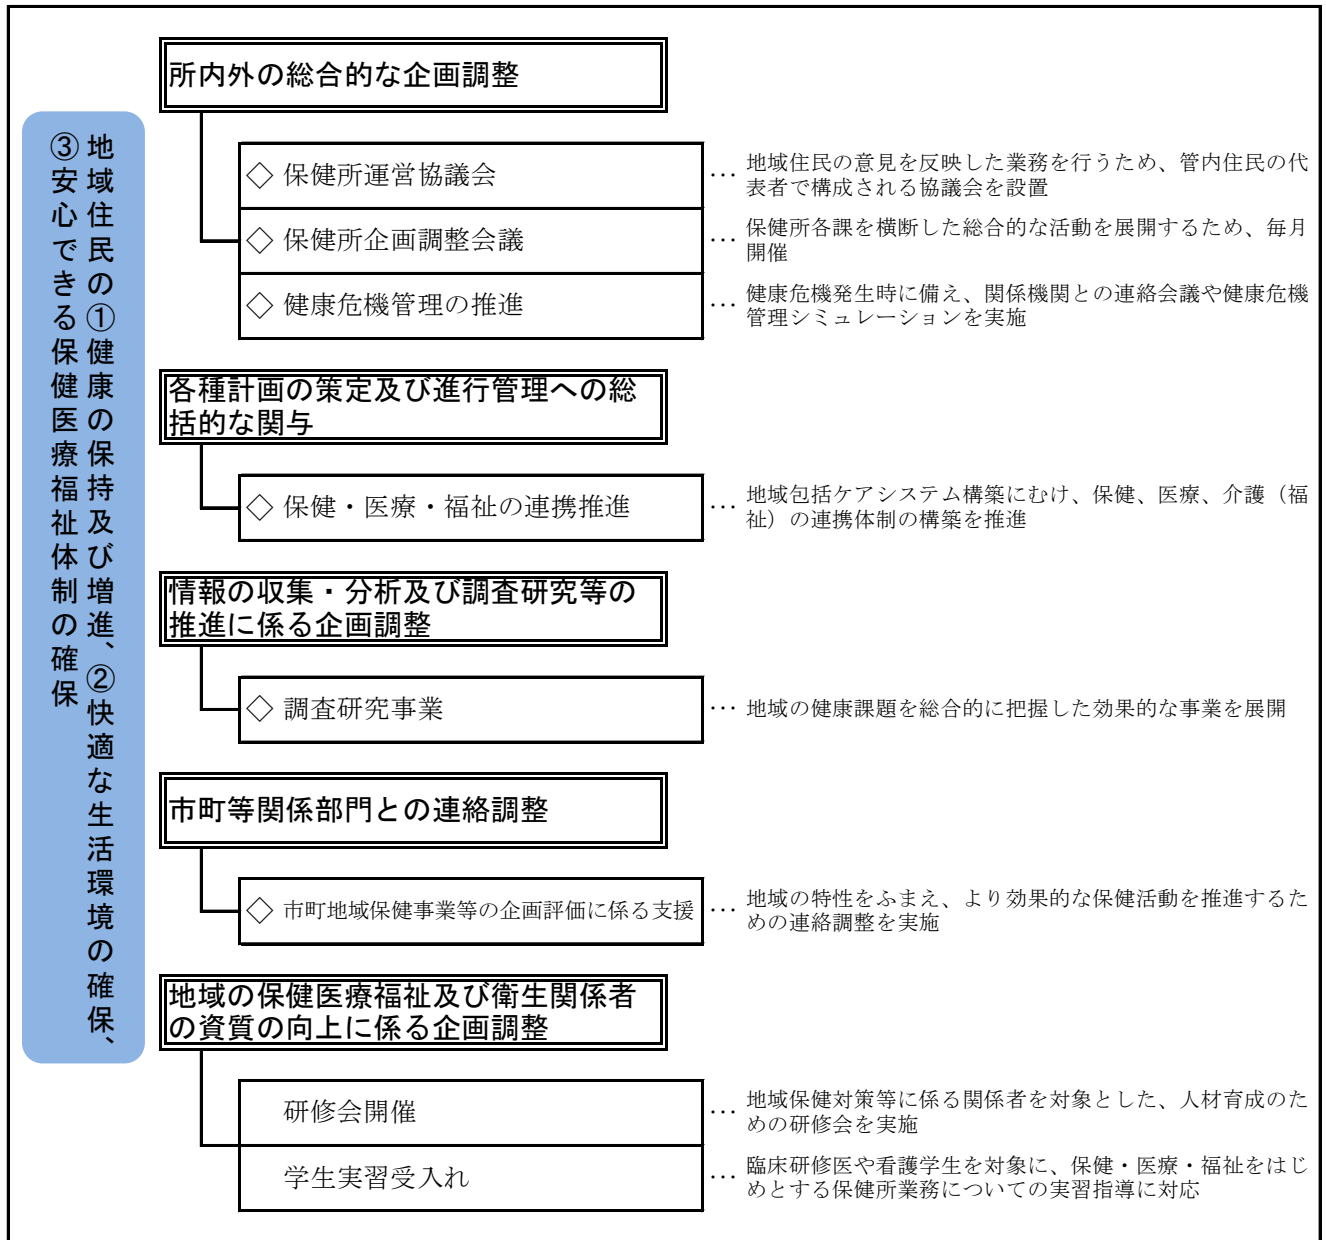 地域住民の①健康の保持及び増進、②快適な生活環境の確保、
③安心できる保健医療福祉体制の確保
所内外の総合的な企画調整
◇ 保健所運営協議会
… 地域住民の意見を反映した業務を行うため、管内住民の代
表者で構成される協議会を設置
◇ 保健所企画調整会議
… 保健所各課を横断した総合的な活動を展開するため、毎月
開催
◇ 健康危機管理の推進
… 健康危機発生時に備え、関係機関との連絡会議や健康危機
管理シミュレーションを実施
各種計画の策定及び進行管理への総
括的な関与
◇ 保健・医療・福祉の連携推進
… 地域包括ケアシステム構築にむけ、保健、医療、介護（福
祉）の連携体制の構築を推進
情報の収集・分析及び調査研究等の
推進に係る企画調整
◇ 調査研究事業
… 地域の健康課題を総合的に把握した効果的な事業を展開
市町等関係部門との連絡調整
◇ 市町地域保健事業等の企画評価に係る支援
… 地域の特性をふまえ、より効果的な保健活動を推進するた
めの連絡調整を実施
地域の保健医療福祉及び衛生関係者
の資質の向上に係る企画調整
研修会開催
… 地域保健対策等に係る関係者を対象とした、人材育成のた
めの研修会を実施
学生実習受入れ
… 臨床研修医や看護学生を対象に、保健・医療・福祉をはじ
めとする保健所業務についての実習指導に対応